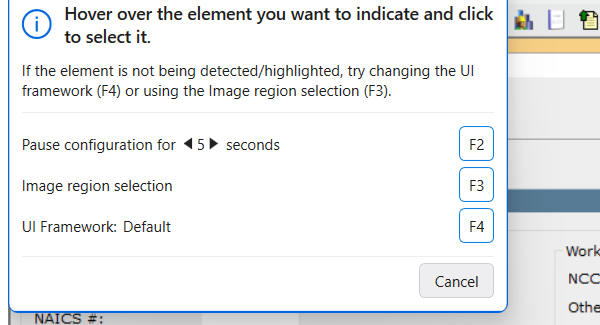 Hover over the element you want to indicate and click
to select it.
If the element is not being detected/highlighted, try changing the UI
framework (F4) or using the Image region selection (F3).
Pause configuration for 5 seconds
F2
Image region selection
F3
UI Framework: Default
F4
Cancel
Work
NCC
Othe
NAICS #: